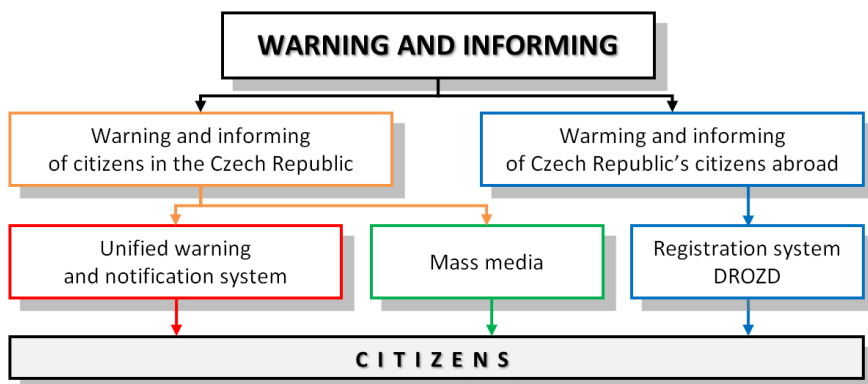 WARNING AND INFORMING
Warning and informing
of citizens in the Czech Republic
Warming and informing
of Czech Republic’s citizens abroad
Unified warning
and notification system
Mass media
Registration system
DROZD
CITIZENS